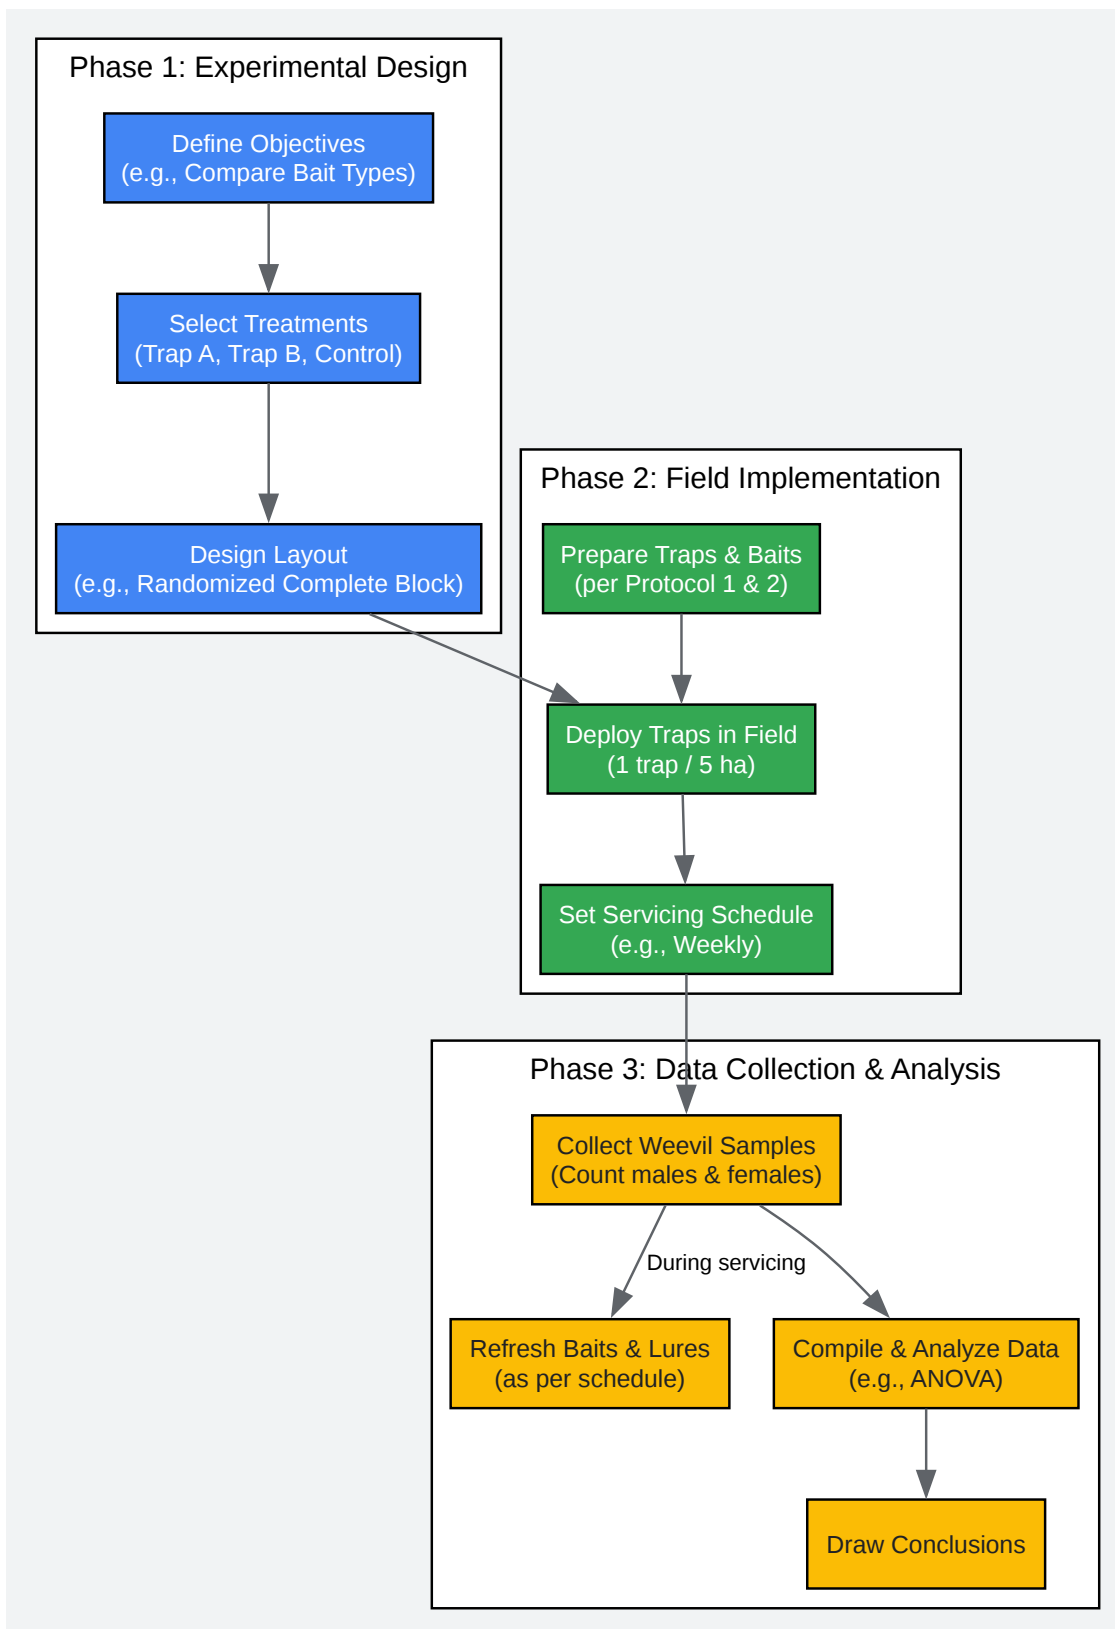 Phase 1: Experimental Design
Define Objectives
(e.g., Compare Bait Types)
Select Treatments
(Trap A, Trap B, Control)
Design Layout
(e.g., Randomized Complete Block)
Phase 2: Field Implementation
Prepare Traps & Baits
(per Protocol 1 & 2)
Deploy Traps in Field
(1 trap / 5 ha)
Set Servicing Schedule
(e.g., Weekly)
Phase 3: Data Collection & Analysis
Collect Weevil Samples
(Count males & females)
During servicing
Refresh Baits & Lures
(as per schedule)
Compile & Analyze Data
(e.g., ANOVA)
Draw Conclusions